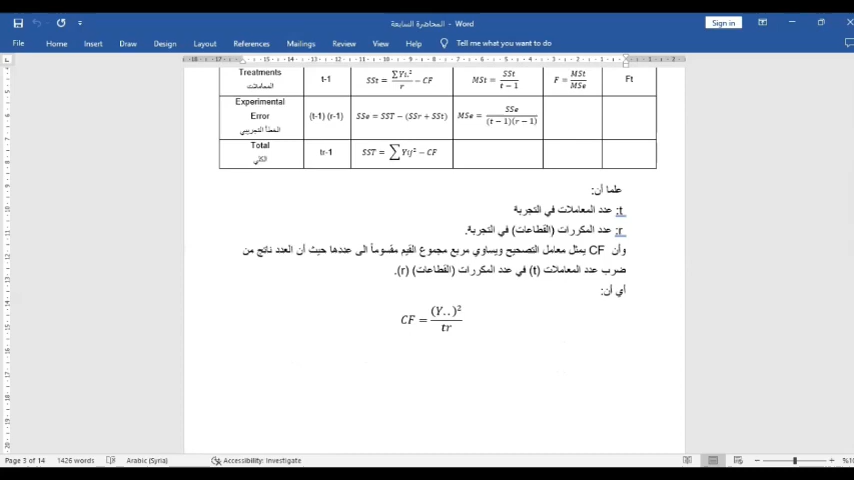 المحاضرة السابعة - Word
Sign in
File Home Insert Draw Design Layout References Mailings Review View Help Tell me what you want to do
Treatments
المعاملات
t-1
SSt = ∑Yi.² / r − CF
MSt = SSt / t − 1
F = MSt / MSe
Ft
Experimental
Error
الخطأ التجريبي
(t-1) (r-1)
SSe = SST − (SSr + SSt)
MSe = SSe / (t − 1)(r − 1)
Total
الكلي
tr-1
SST = ∑ Yij² − CF
علما أن:
t: عدد المعاملات في التجربة
r: عدد المكررات (القطاعات) في التجربة.
وأن CF يمثل معامل التصحيح ويساوي مربع مجموع القيم مقسوماً الى عددها حيث أن العدد ناتج من
ضرب عدد المعاملات (t) في عدد المكررات (القطاعات) (r).
أي أن:
CF = (Y..)² / tr
Page 3 of 14 1426 words Arabic (Syria) Accessibility: Investigate